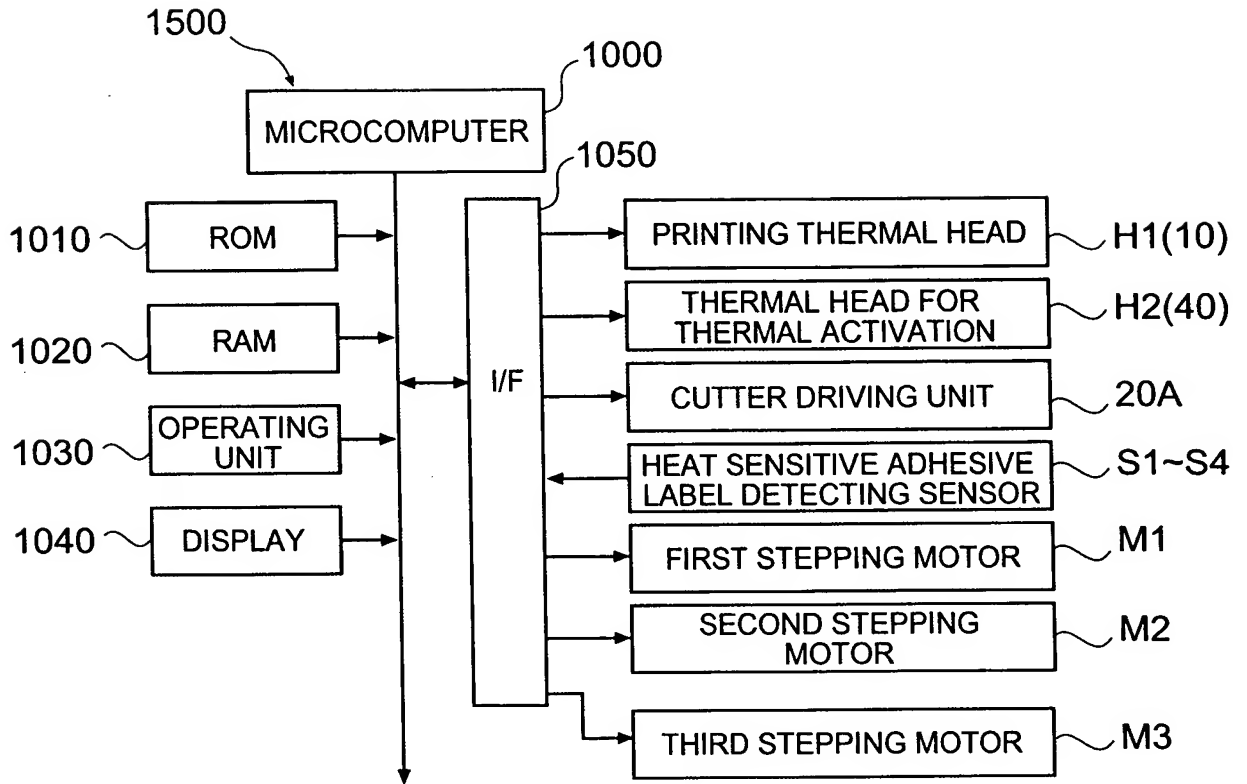 1500
1000
MICROCOMPUTER
1050
1010
ROM
1020
RAM
1030
OPERATING
UNIT
1040
DISPLAY
I/F
PRINTING THERMAL HEAD
H1(10)
THERMAL HEAD FOR
THERMAL ACTIVATION
H2(40)
CUTTER DRIVING UNIT
20A
HEAT SENSITIVE ADHESIVE
LABEL DETECTING SENSOR
S1~S4
FIRST STEPPING MOTOR
M1
SECOND STEPPING
MOTOR
M2
THIRD STEPPING MOTOR
M3